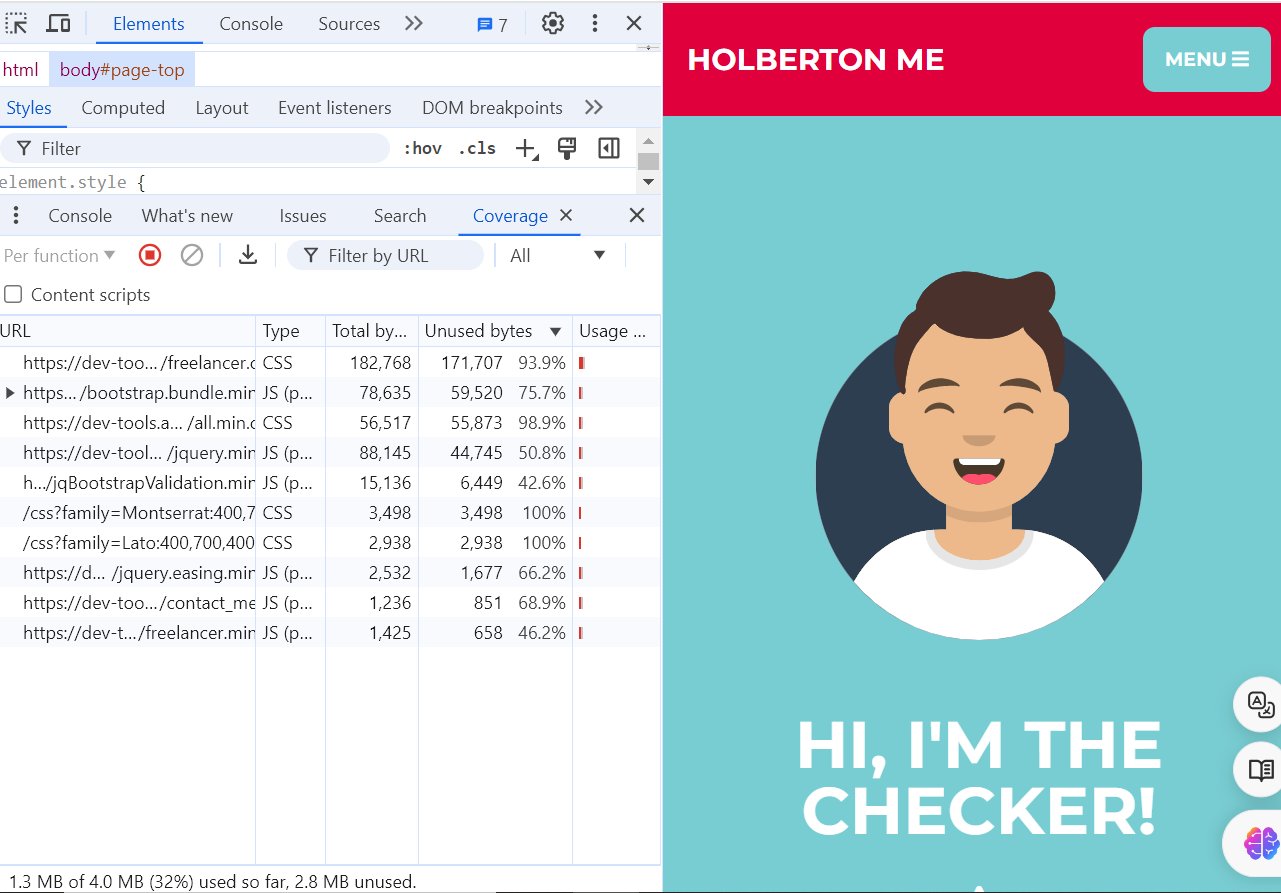 Elements Console Sources 7
html body#page-top
Styles Computed Layout Event listeners DOM breakpoints
Filter :hov .cls
element.style {
Console What's new Issues Search Coverage
Per function Filter by URL All
Content scripts
URL Type Total by... Unused bytes Usage ...
https://dev-too... /freelancer.c CSS 182,768 171,707 93.9%
https... /bootstrap.bundle.min JS (p... 78,635 59,520 75.7%
https://dev-tools.a... /all.min.c CSS 56,517 55,873 98.9%
https://dev-tool... /jquery.min JS (p... 88,145 44,745 50.8%
h.../jqBootstrapValidation.min JS (p... 15,136 6,449 42.6%
/css?family=Montserrat:400,7 CSS 3,498 3,498 100%
/css?family=Lato:400,700,400 CSS 2,938 2,938 100%
https://d... /jquery.easing.min JS (p... 2,532 1,677 66.2%
https://dev-too.../contact_me JS (p... 1,236 851 68.9%
https://dev-t.../freelancer.min JS (p... 1,425 658 46.2%
1.3 MB of 4.0 MB (32%) used so far, 2.8 MB unused.
HOLBERTON ME
MENU
HI, I'M THE
CHECKER!